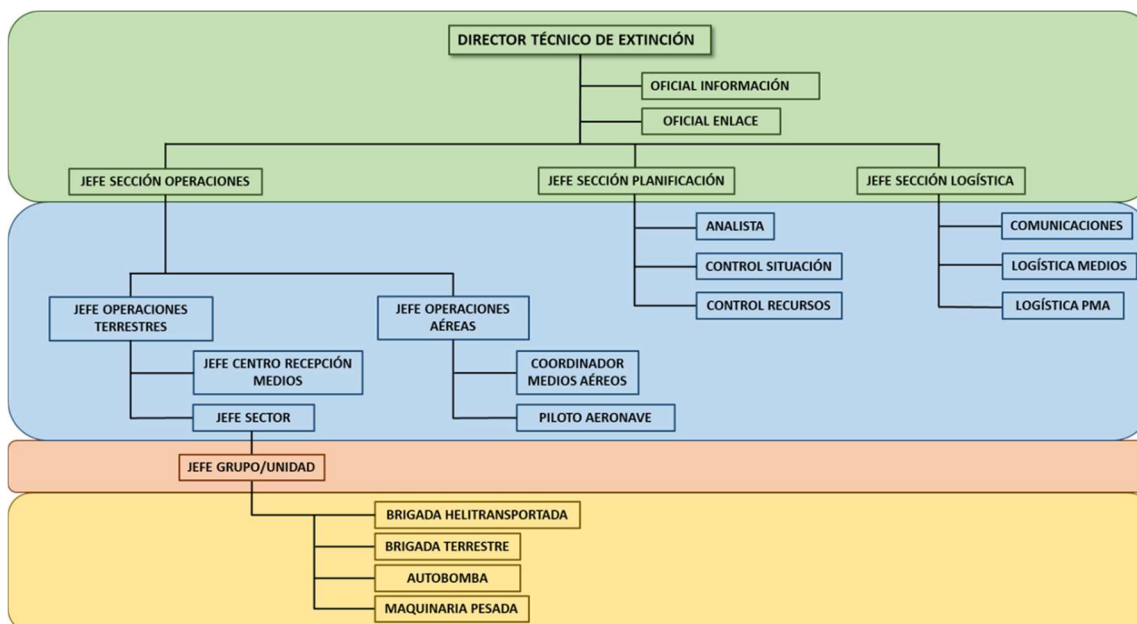 DIRECTOR TÉCNICO DE EXTINCIÓN
OFICIAL INFORMACIÓN
OFICIAL ENLACE
JEFE SECCIÓN OPERACIONES
JEFE SECCIÓN PLANIFICACIÓN
JEFE SECCIÓN LOGÍSTICA
ANALISTA
COMUNICACIONES
CONTROL SITUACIÓN
LOGÍSTICA MEDIOS
JEFE OPERACIONES
TERRESTRES
JEFE OPERACIONES
AÉREAS
CONTROL RECURSOS
LOGÍSTICA PMA
JEFE CENTRO RECEPCIÓN
MEDIOS
COORDINADOR
MEDIOS AÉREOS
JEFE SECTOR
PILOTO AERONAVE
JEFE GRUPO/UNIDAD
BRIGADA HELITRANSPORTADA
BRIGADA TERRESTRE
AUTOBOMBA
MAQUINARIA PESADA